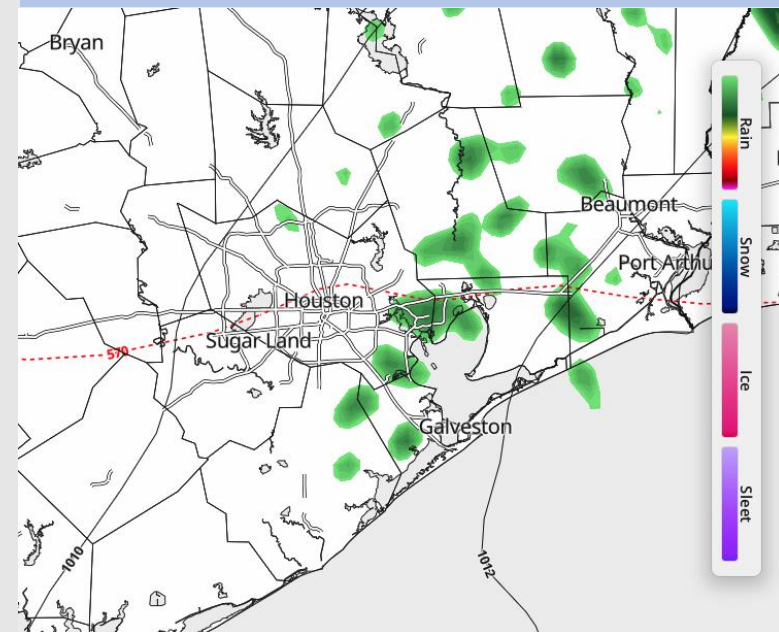 Bryan
Rain
Beaumont
Snow
Port Arthu
Houston
Sugar Land
570
Ice
Galveston
Sleet
1010
1012